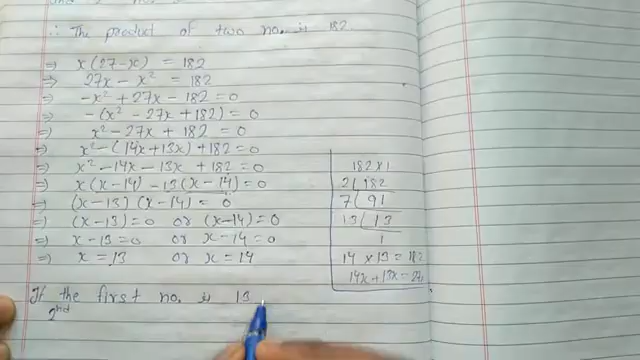 ∴ The product of two no. is 182
⇒ x(27-x) = 182
⇒ 27x - x² = 182
⇒ -x² + 27x - 182 = 0
⇒ -(x² - 27x + 182) = 0
⇒ x² - 27x + 182 = 0
⇒ x² - (14x + 13x) + 182 = 0
⇒ x² - 14x - 13x + 182 = 0
⇒ x(x-14) - 13(x-14) = 0
⇒ (x-13) (x-14) = 0
⇒ (x-13) = 0 or (x-14) = 0
⇒ x - 13 = 0 or x - 14 = 0
⇒ x = 13 or x = 14
182 x 1
2 | 182
7 | 91
13 | 13
1
14 x 13 = 182
14x + 13x = 27x
If the first no. is 13
2nd